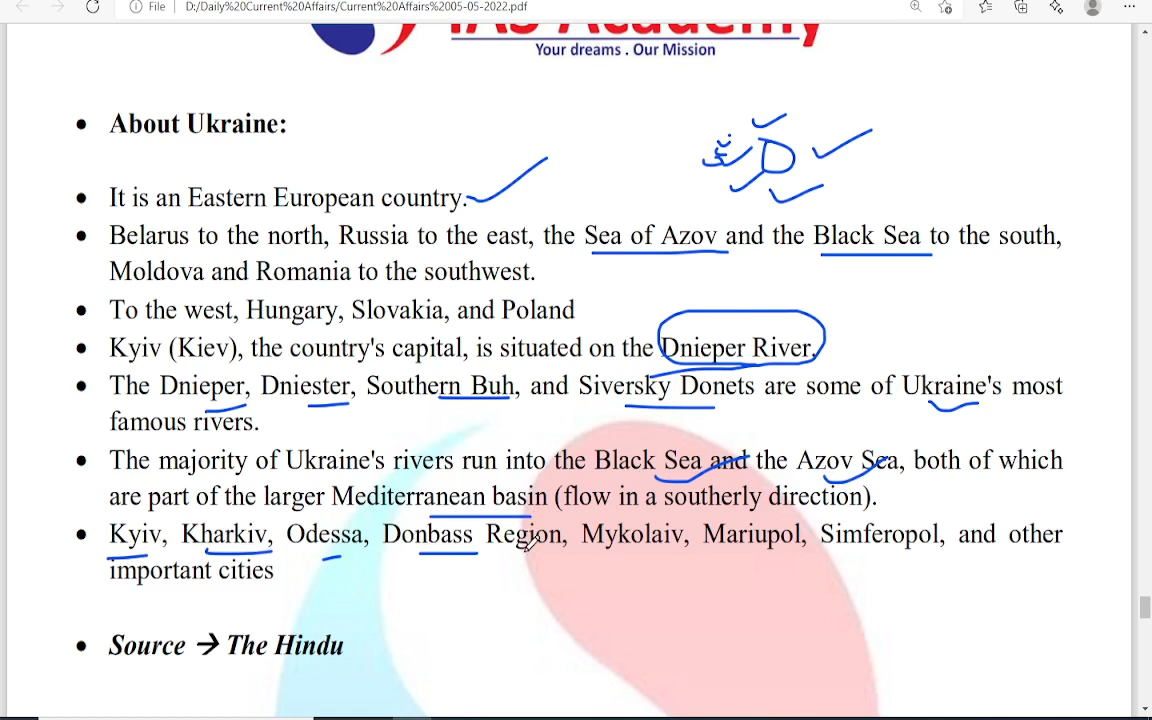 File
D:/Daily%20Current%20Affairs/Current%20Affairs%2005-05-2022.pdf
IAS Academy
Your dreams . Our Mission
• About Ukraine:
• It is an Eastern European country.
• Belarus to the north, Russia to the east, the Sea of Azov and the Black Sea to the south,
Moldova and Romania to the southwest.
• To the west, Hungary, Slovakia, and Poland
• Kyiv (Kiev), the country's capital, is situated on the Dnieper River.
• The Dnieper, Dniester, Southern Buh, and Siversky Donets are some of Ukraine's most
famous rivers.
• The majority of Ukraine's rivers run into the Black Sea and the Azov Sea, both of which
are part of the larger Mediterranean basin (flow in a southerly direction).
• Kyiv, Kharkiv, Odessa, Donbass Region, Mykolaiv, Mariupol, Simferopol, and other
important cities
• Source → The Hindu